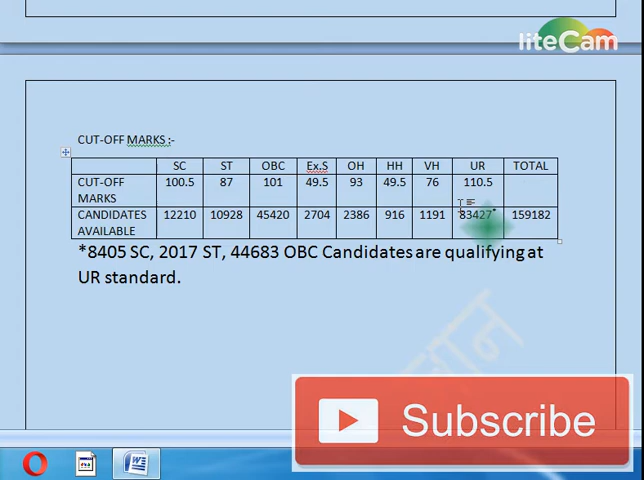 liteCam
CUT-OFF MARKS :-
SC ST OBC Ex.S OH HH VH UR TOTAL
CUT-OFF MARKS 100.5 87 101 49.5 93 49.5 76 110.5
CANDIDATES AVAILABLE 12210 10928 45420 2704 2386 916 1191 83427* 159182
*8405 SC, 2017 ST, 44683 OBC Candidates are qualifying at
UR standard.
Subscribe